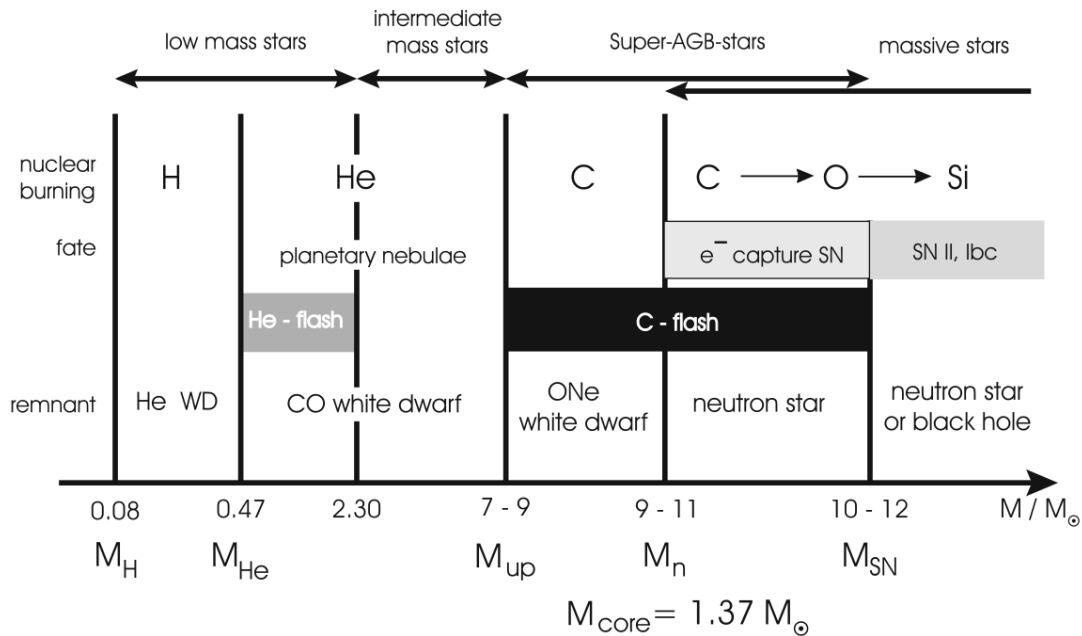 low mass stars
intermediate
mass stars
Super-AGB-stars
massive stars
nuclear
burning
H
He
C
C → O → Si
fate
planetary nebulae
e⁻ capture SN
SN II, Ibc
He - flash
C - flash
remnant
He WD
CO white dwarf
ONe
white dwarf
neutron star
neutron star
or black hole
0.08
0.47
2.30
7 - 9
9 - 11
10 - 12
M / M☉
M_H
M_He
M_up
M_n
M_SN
M_core = 1.37 M☉